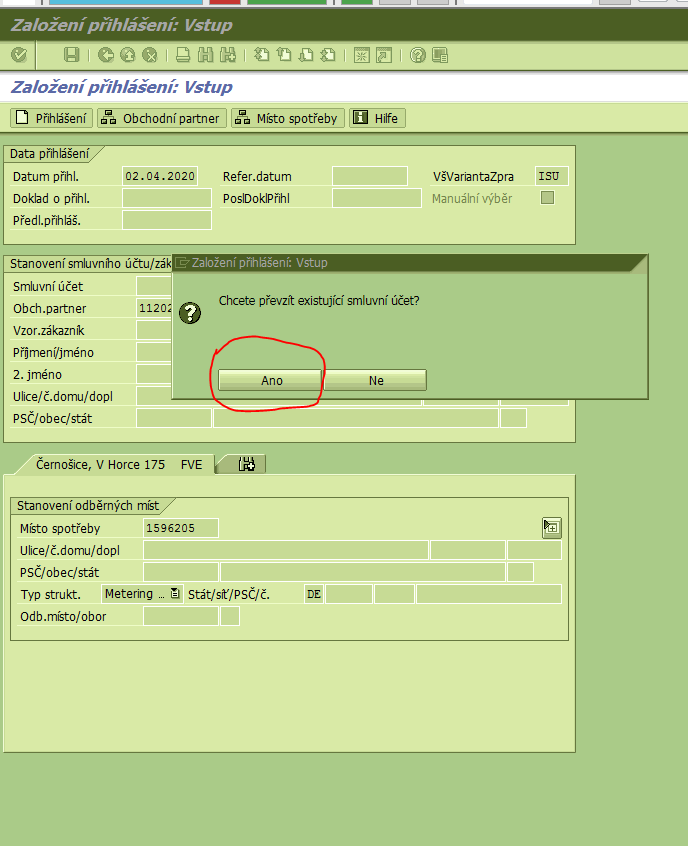 Založení přihlášení: Vstup
Založení přihlášení: Vstup
Přihlášení Obchodní partner Místo spotřeby Hilfe
Data přihlášení
Datum přihl. 02.04.2020 Refer.datum VšVariantaZpra ISU
Doklad o přihl. PoslDoklPřihl Manuální výběr
Předl.přihláš.
Stanovení smluvního účtu/zák
Smluvní účet
Obch.partner 11202
Vzor.zákazník
Příjmení/jméno
2. jméno
Ulice/č.domu/dopl
PSČ/obec/stát
Založení přihlášení: Vstup
Chcete převzít existující smluvní účet?
Ano Ne
Černošice, V Horce 175 FVE
Stanovení odběrných míst
Místo spotřeby 1596205
Ulice/č.domu/dopl
PSČ/obec/stát
Typ strukt. Metering ... Stát/síť/PSČ/č. DE
Odb.místo/obor